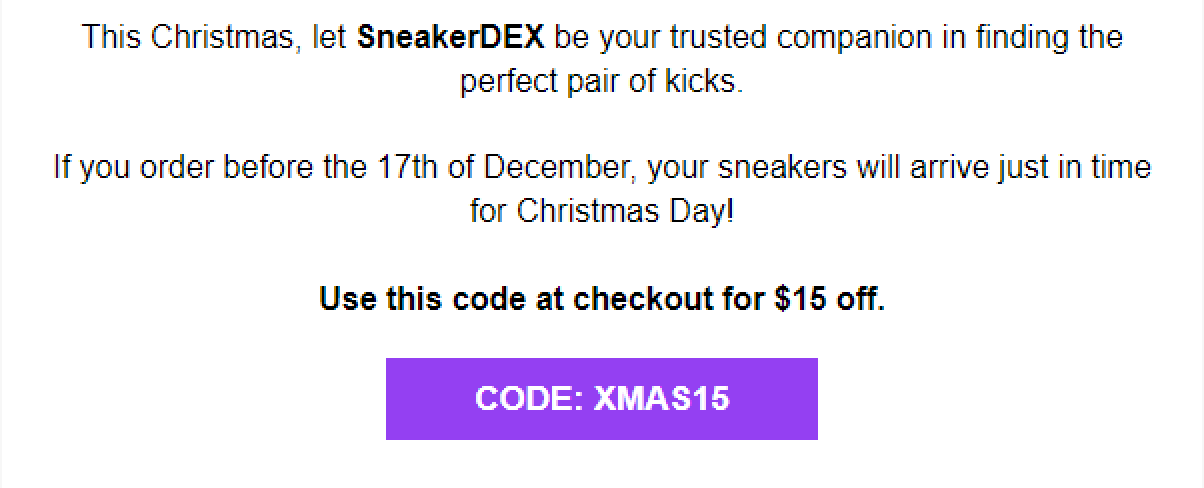 This Christmas, let SneakerDEX be your trusted companion in finding the
perfect pair of kicks.
If you order before the 17th of December, your sneakers will arrive just in time
for Christmas Day!
Use this code at checkout for $15 off.
CODE: XMAS15